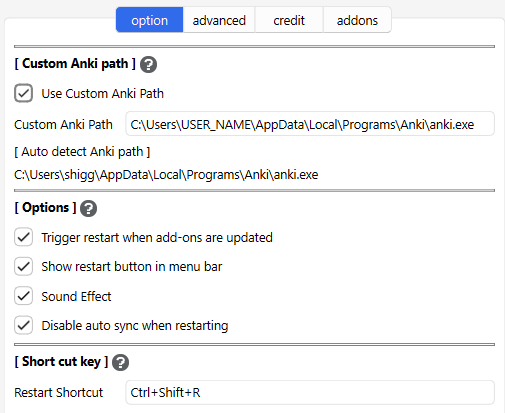 option advanced credit addons
[ Custom Anki path ] ?
Use Custom Anki Path
Custom Anki Path C:\Users\USER_NAME\AppData\Local\Programs\Anki\anki.exe
[ Auto detect Anki path ]
C:\Users\shigg\AppData\Local\Programs\Anki\anki.exe
[ Options ] ?
Trigger restart when add-ons are updated
Show restart button in menu bar
Sound Effect
Disable auto sync when restarting
[ Short cut key ] ?
Restart Shortcut Ctrl+Shift+R